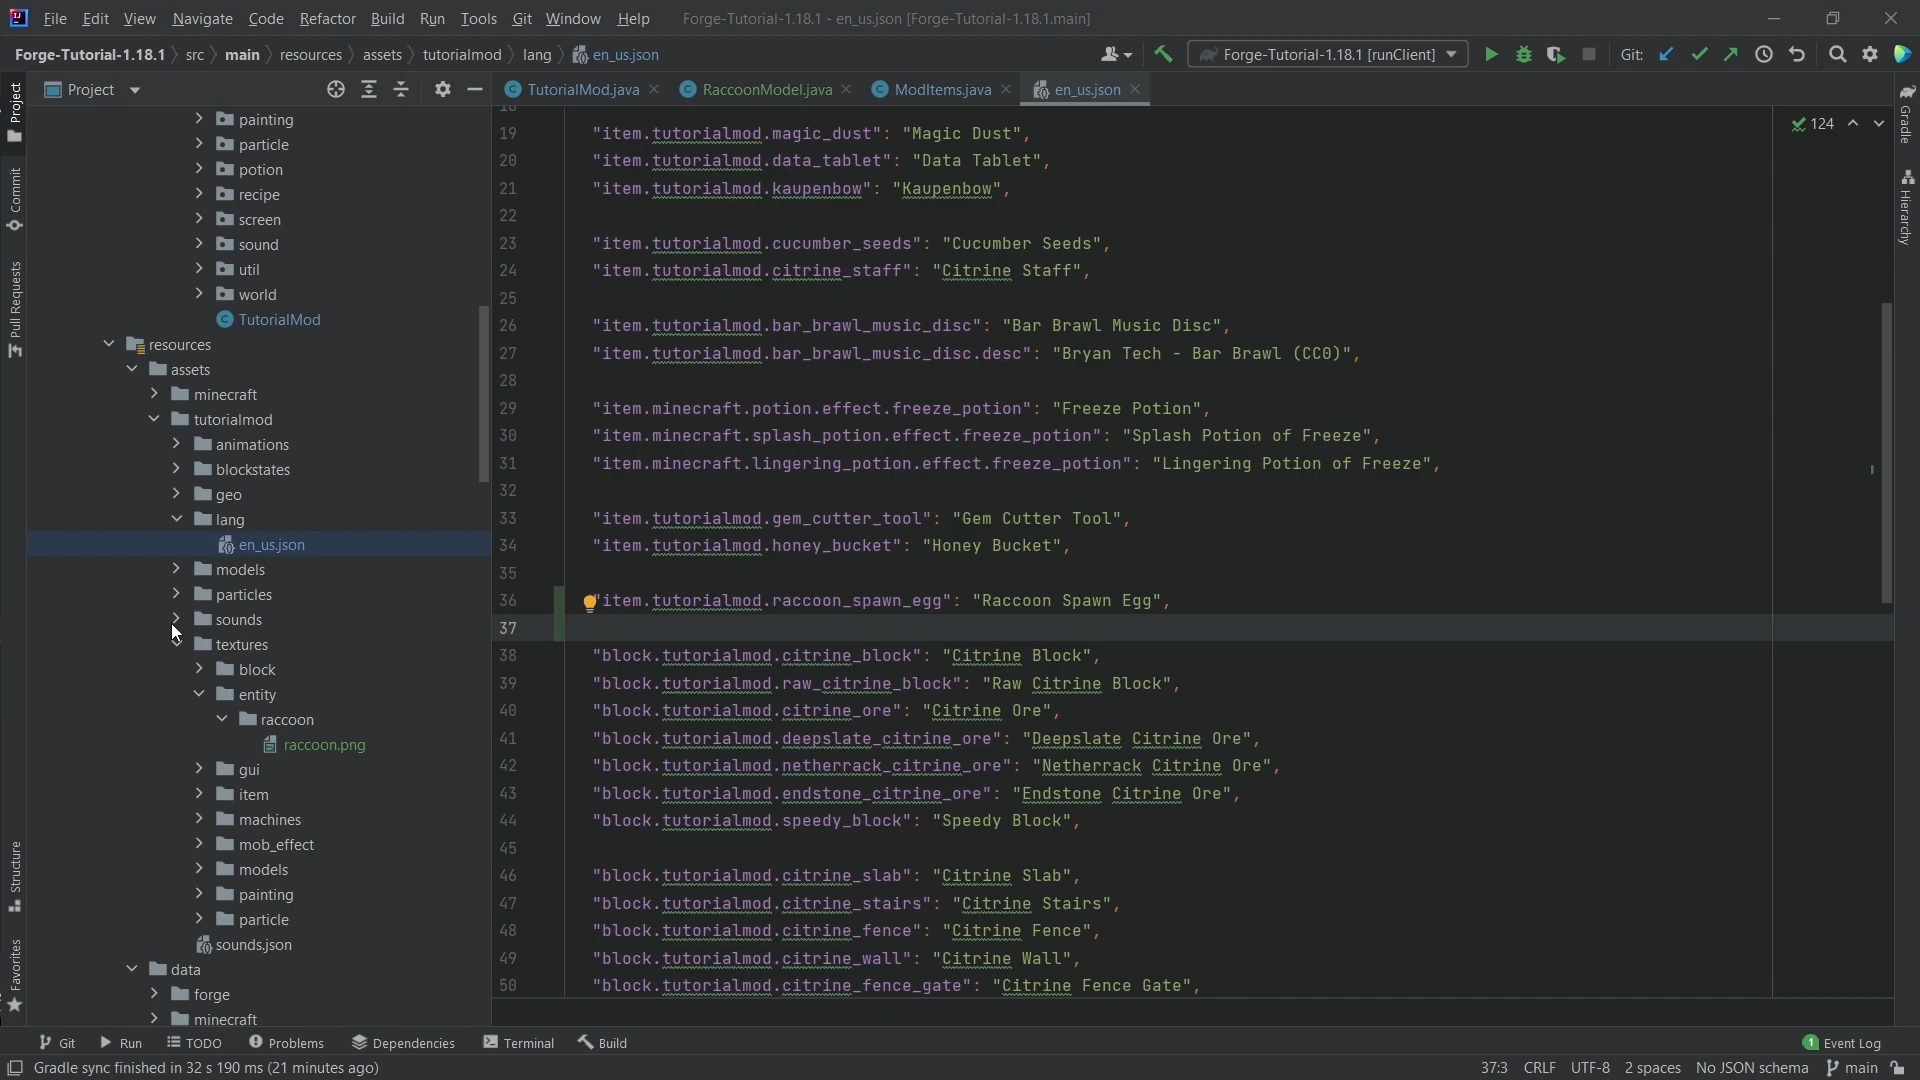 File Edit View Navigate Code Refactor Build Run Tools Git Window Help Forge-Tutorial-1.18.1 - en_us.json [Forge-Tutorial-1.18.1.main]
Forge-Tutorial-1.18.1 src main resources assets tutorialmod lang en_us.json Forge-Tutorial-1.18.1 [runClient] Git:
Project
TutorialMod.java RaccoonModel.java ModItems.java en_us.json
Project
Commit
Pull Requests
Structure
Favorites
painting
particle
potion
recipe
screen
sound
util
world
TutorialMod
resources
assets
minecraft
tutorialmod
animations
blockstates
geo
lang
en_us.json
models
particles
sounds
textures
block
entity
raccoon
raccoon.png
gui
item
machines
mob_effect
models
painting
particle
sounds.json
data
forge
minecraft
18
19 "item.tutorialmod.magic_dust": "Magic Dust",
20 "item.tutorialmod.data_tablet": "Data Tablet",
21 "item.tutorialmod.kaupenbow": "Kaupenbow",
22
23 "item.tutorialmod.cucumber_seeds": "Cucumber Seeds",
24 "item.tutorialmod.citrine_staff": "Citrine Staff",
25
26 "item.tutorialmod.bar_brawl_music_disc": "Bar Brawl Music Disc",
27 "item.tutorialmod.bar_brawl_music_disc.desc": "Bryan Tech - Bar Brawl (CC0)",
28
29 "item.minecraft.potion.effect.freeze_potion": "Freeze Potion",
30 "item.minecraft.splash_potion.effect.freeze_potion": "Splash Potion of Freeze",
31 "item.minecraft.lingering_potion.effect.freeze_potion": "Lingering Potion of Freeze",
32
33 "item.tutorialmod.gem_cutter_tool": "Gem Cutter Tool",
34 "item.tutorialmod.honey_bucket": "Honey Bucket",
35
36 "item.tutorialmod.raccoon_spawn_egg": "Raccoon Spawn Egg",
37
38 "block.tutorialmod.citrine_block": "Citrine Block",
39 "block.tutorialmod.raw_citrine_block": "Raw Citrine Block",
40 "block.tutorialmod.citrine_ore": "Citrine Ore",
41 "block.tutorialmod.deepslate_citrine_ore": "Deepslate Citrine Ore",
42 "block.tutorialmod.netherrack_citrine_ore": "Netherrack Citrine Ore",
43 "block.tutorialmod.endstone_citrine_ore": "Endstone Citrine Ore",
44 "block.tutorialmod.speedy_block": "Speedy Block",
45
46 "block.tutorialmod.citrine_slab": "Citrine Slab",
47 "block.tutorialmod.citrine_stairs": "Citrine Stairs",
48 "block.tutorialmod.citrine_fence": "Citrine Fence",
49 "block.tutorialmod.citrine_wall": "Citrine Wall",
50 "block.tutorialmod.citrine_fence_gate": "Citrine Fence Gate",
124
Gradle
Hierarchy
Git Run TODO Problems Dependencies Terminal Build 1 Event Log
Gradle sync finished in 32 s 190 ms (21 minutes ago) 37:3 CRLF UTF-8 2 spaces No JSON schema main